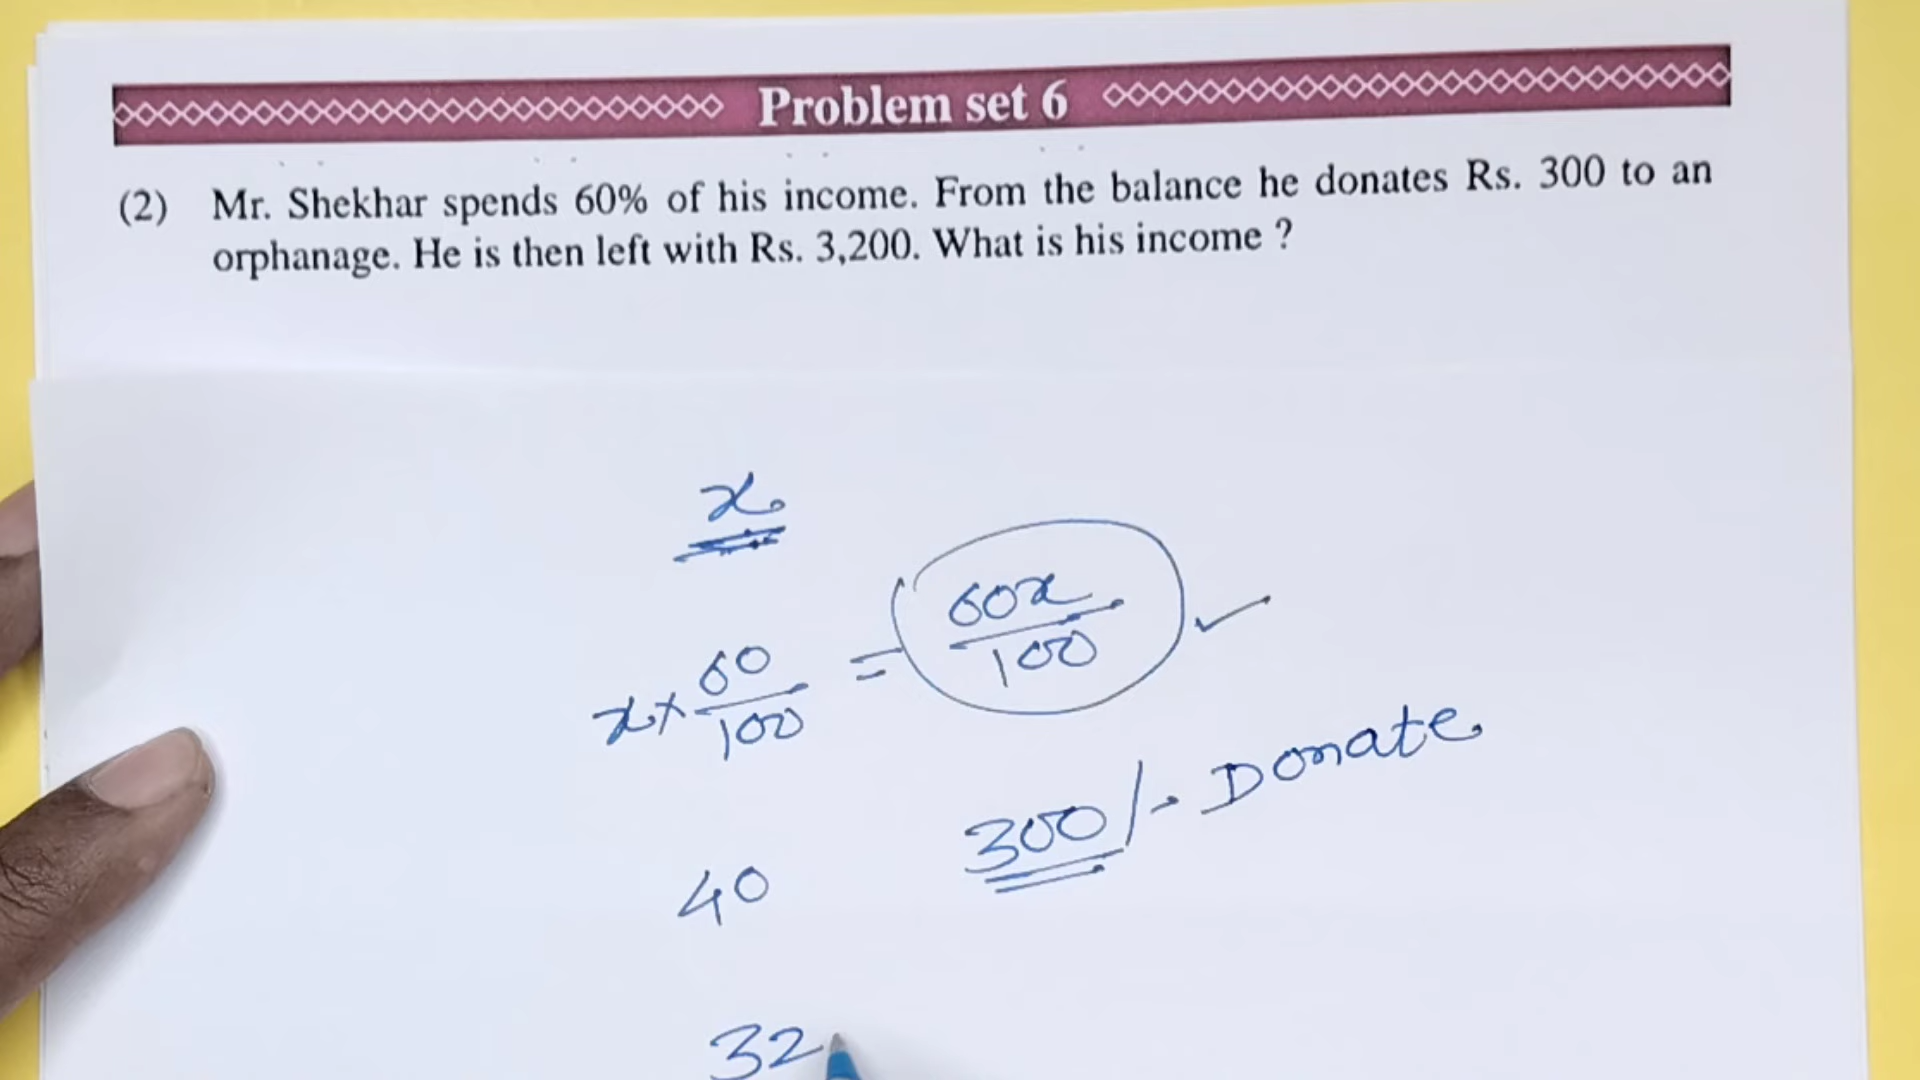 Problem set 6
(2) Mr. Shekhar spends 60% of his income. From the balance he donates Rs. 300 to an
orphanage. He is then left with Rs. 3,200. What is his income ?
x
x × 60/100 = 60x/100 ✓
300/- Donate
40
32